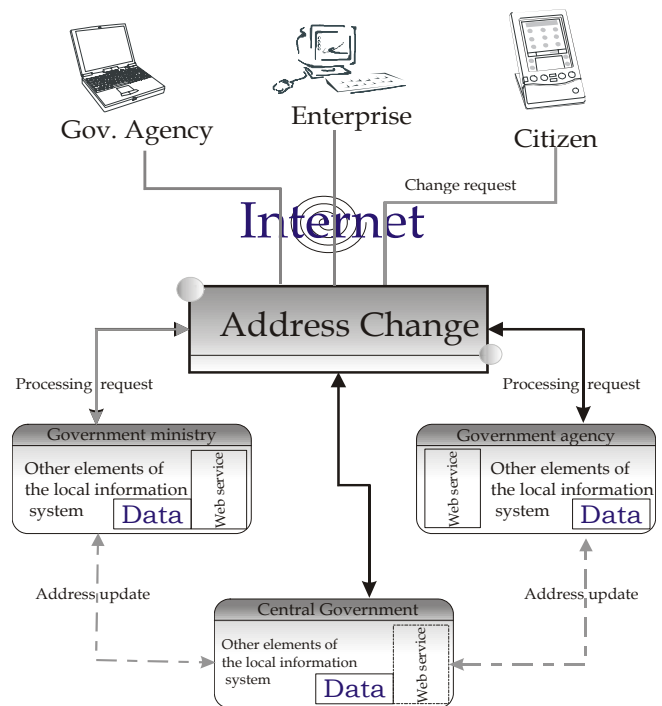 Gov. Agency
Enterprise
Citizen
Change request
Internet
Address Change
Processing request
Processing request
Government ministry
Other elements of
the local information
system
Data
Web service
Government agency
Web service
Other elements of
the local information
system
Data
Address update
Address update
Central Government
Other elements of
the local information
system
Data
Web service